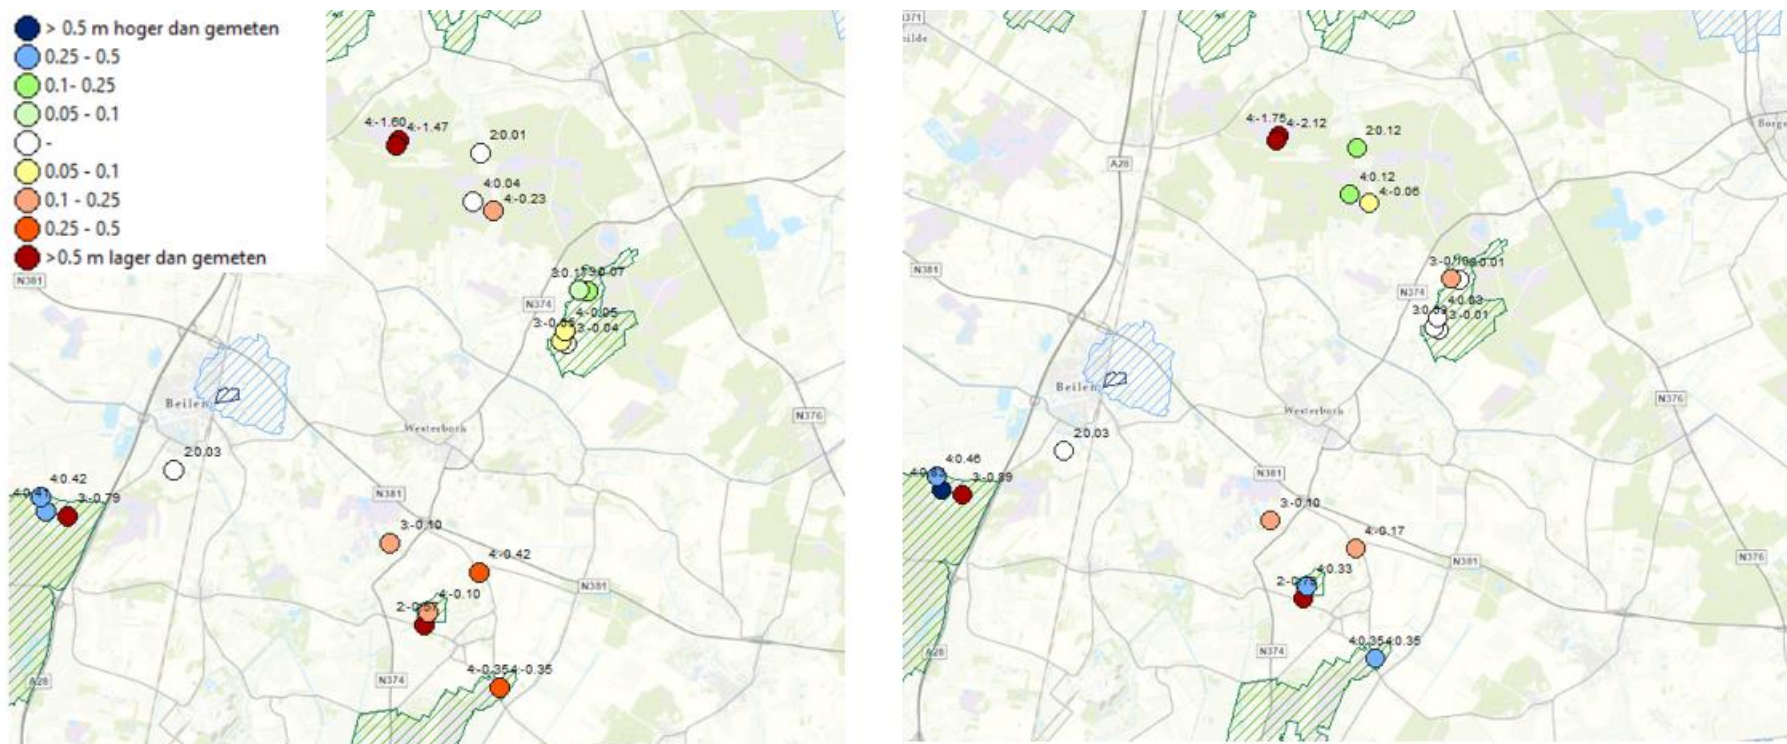 > 0.5 m hoger dan gemeten
0.25 - 0.5
0.1- 0.25
0.05 - 0.1
-
0.05 - 0.1
0.1 - 0.25
0.25 - 0.5
>0.5 m lager dan gemeten
4:-1.60
4:-1.47
2:0.01
4:0.04
4:-0.23
N381
N374
4:-0.05
3:-0.04
Beilen
Westerbork
N376
2:0.03
4:0.42
4:0.41
3:-0.79
N381
3:-0.10
4:-0.42
N381
4:-0.10
A28
N374
4:-0.35
4:-0.35
N371
A28
4:-1.75
4:-2.12
2:0.12
4:0.12
4:-0.06
Borge
N381
N374
4:0.03
3:-0.01
Beilen
Westerbork
N376
2:0.03
4:0.46
3:-0.89
N381
3:-0.10
4:-0.17
N381
N376
4:0.33
A28
N374
4:0.35
4:0.35